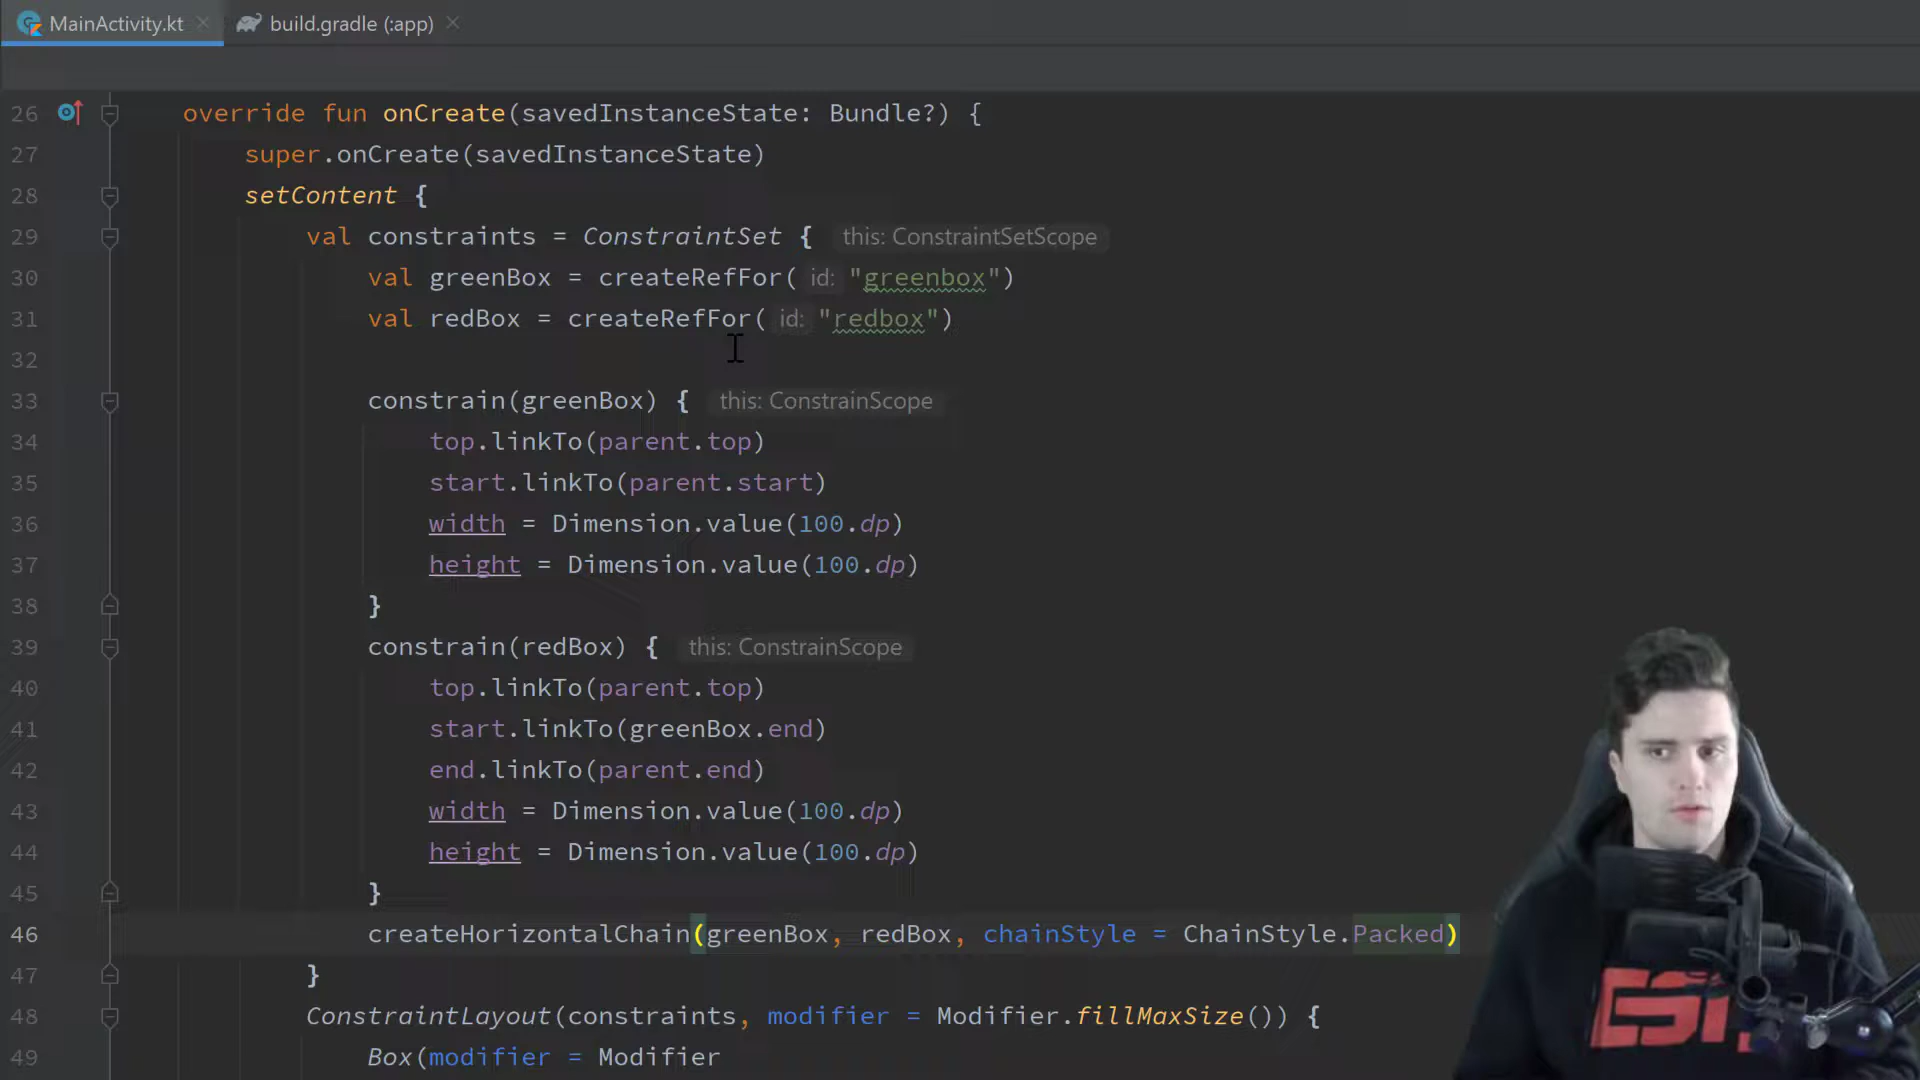 MainActivity.kt
build.gradle (:app)
26 override fun onCreate(savedInstanceState: Bundle?) {
27 super.onCreate(savedInstanceState)
28 setContent {
29 val constraints = ConstraintSet { this: ConstraintSetScope
30 val greenBox = createRefFor( id: "greenbox")
31 val redBox = createRefFor( id: "redbox")
32
33 constrain(greenBox) { this: ConstrainScope
34 top.linkTo(parent.top)
35 start.linkTo(parent.start)
36 width = Dimension.value(100.dp)
37 height = Dimension.value(100.dp)
38 }
39 constrain(redBox) { this: ConstrainScope
40 top.linkTo(parent.top)
41 start.linkTo(greenBox.end)
42 end.linkTo(parent.end)
43 width = Dimension.value(100.dp)
44 height = Dimension.value(100.dp)
45 }
46 createHorizontalChain(greenBox, redBox, chainStyle = ChainStyle.Packed)
47 }
48 ConstraintLayout(constraints, modifier = Modifier.fillMaxSize()) {
49 Box(modifier = Modifier